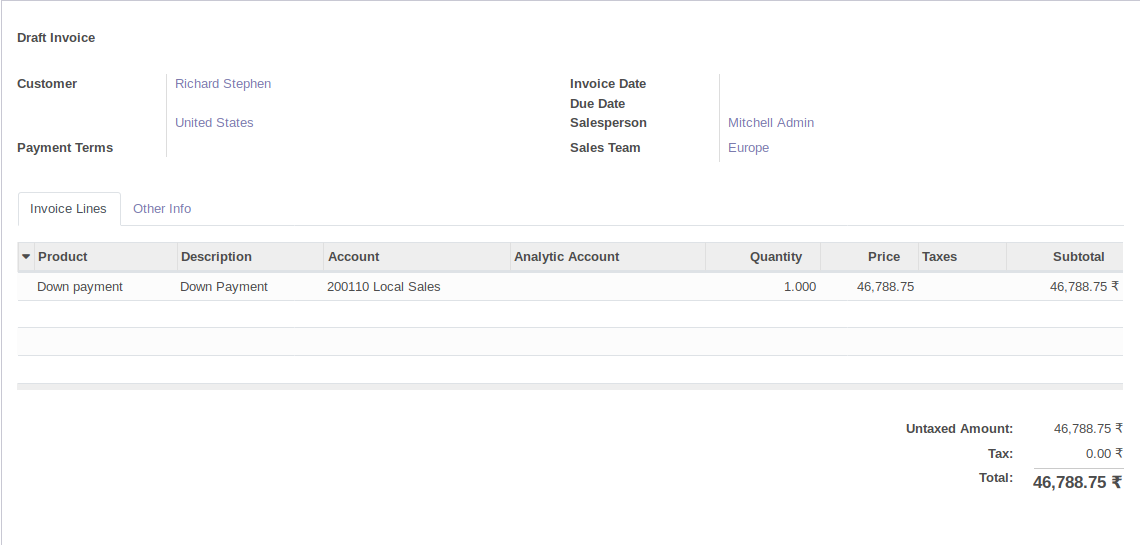 Draft Invoice
Customer Richard Stephen Invoice Date
Due Date
United States Salesperson Mitchell Admin
Payment Terms Sales Team Europe
Invoice Lines Other Info
Product Description Account Analytic Account Quantity Price Taxes Subtotal
Down payment Down Payment 200110 Local Sales 1.000 46,788.75 46,788.75 ₹
Untaxed Amount: 46,788.75 ₹
Tax: 0.00 ₹
Total: 46,788.75 ₹